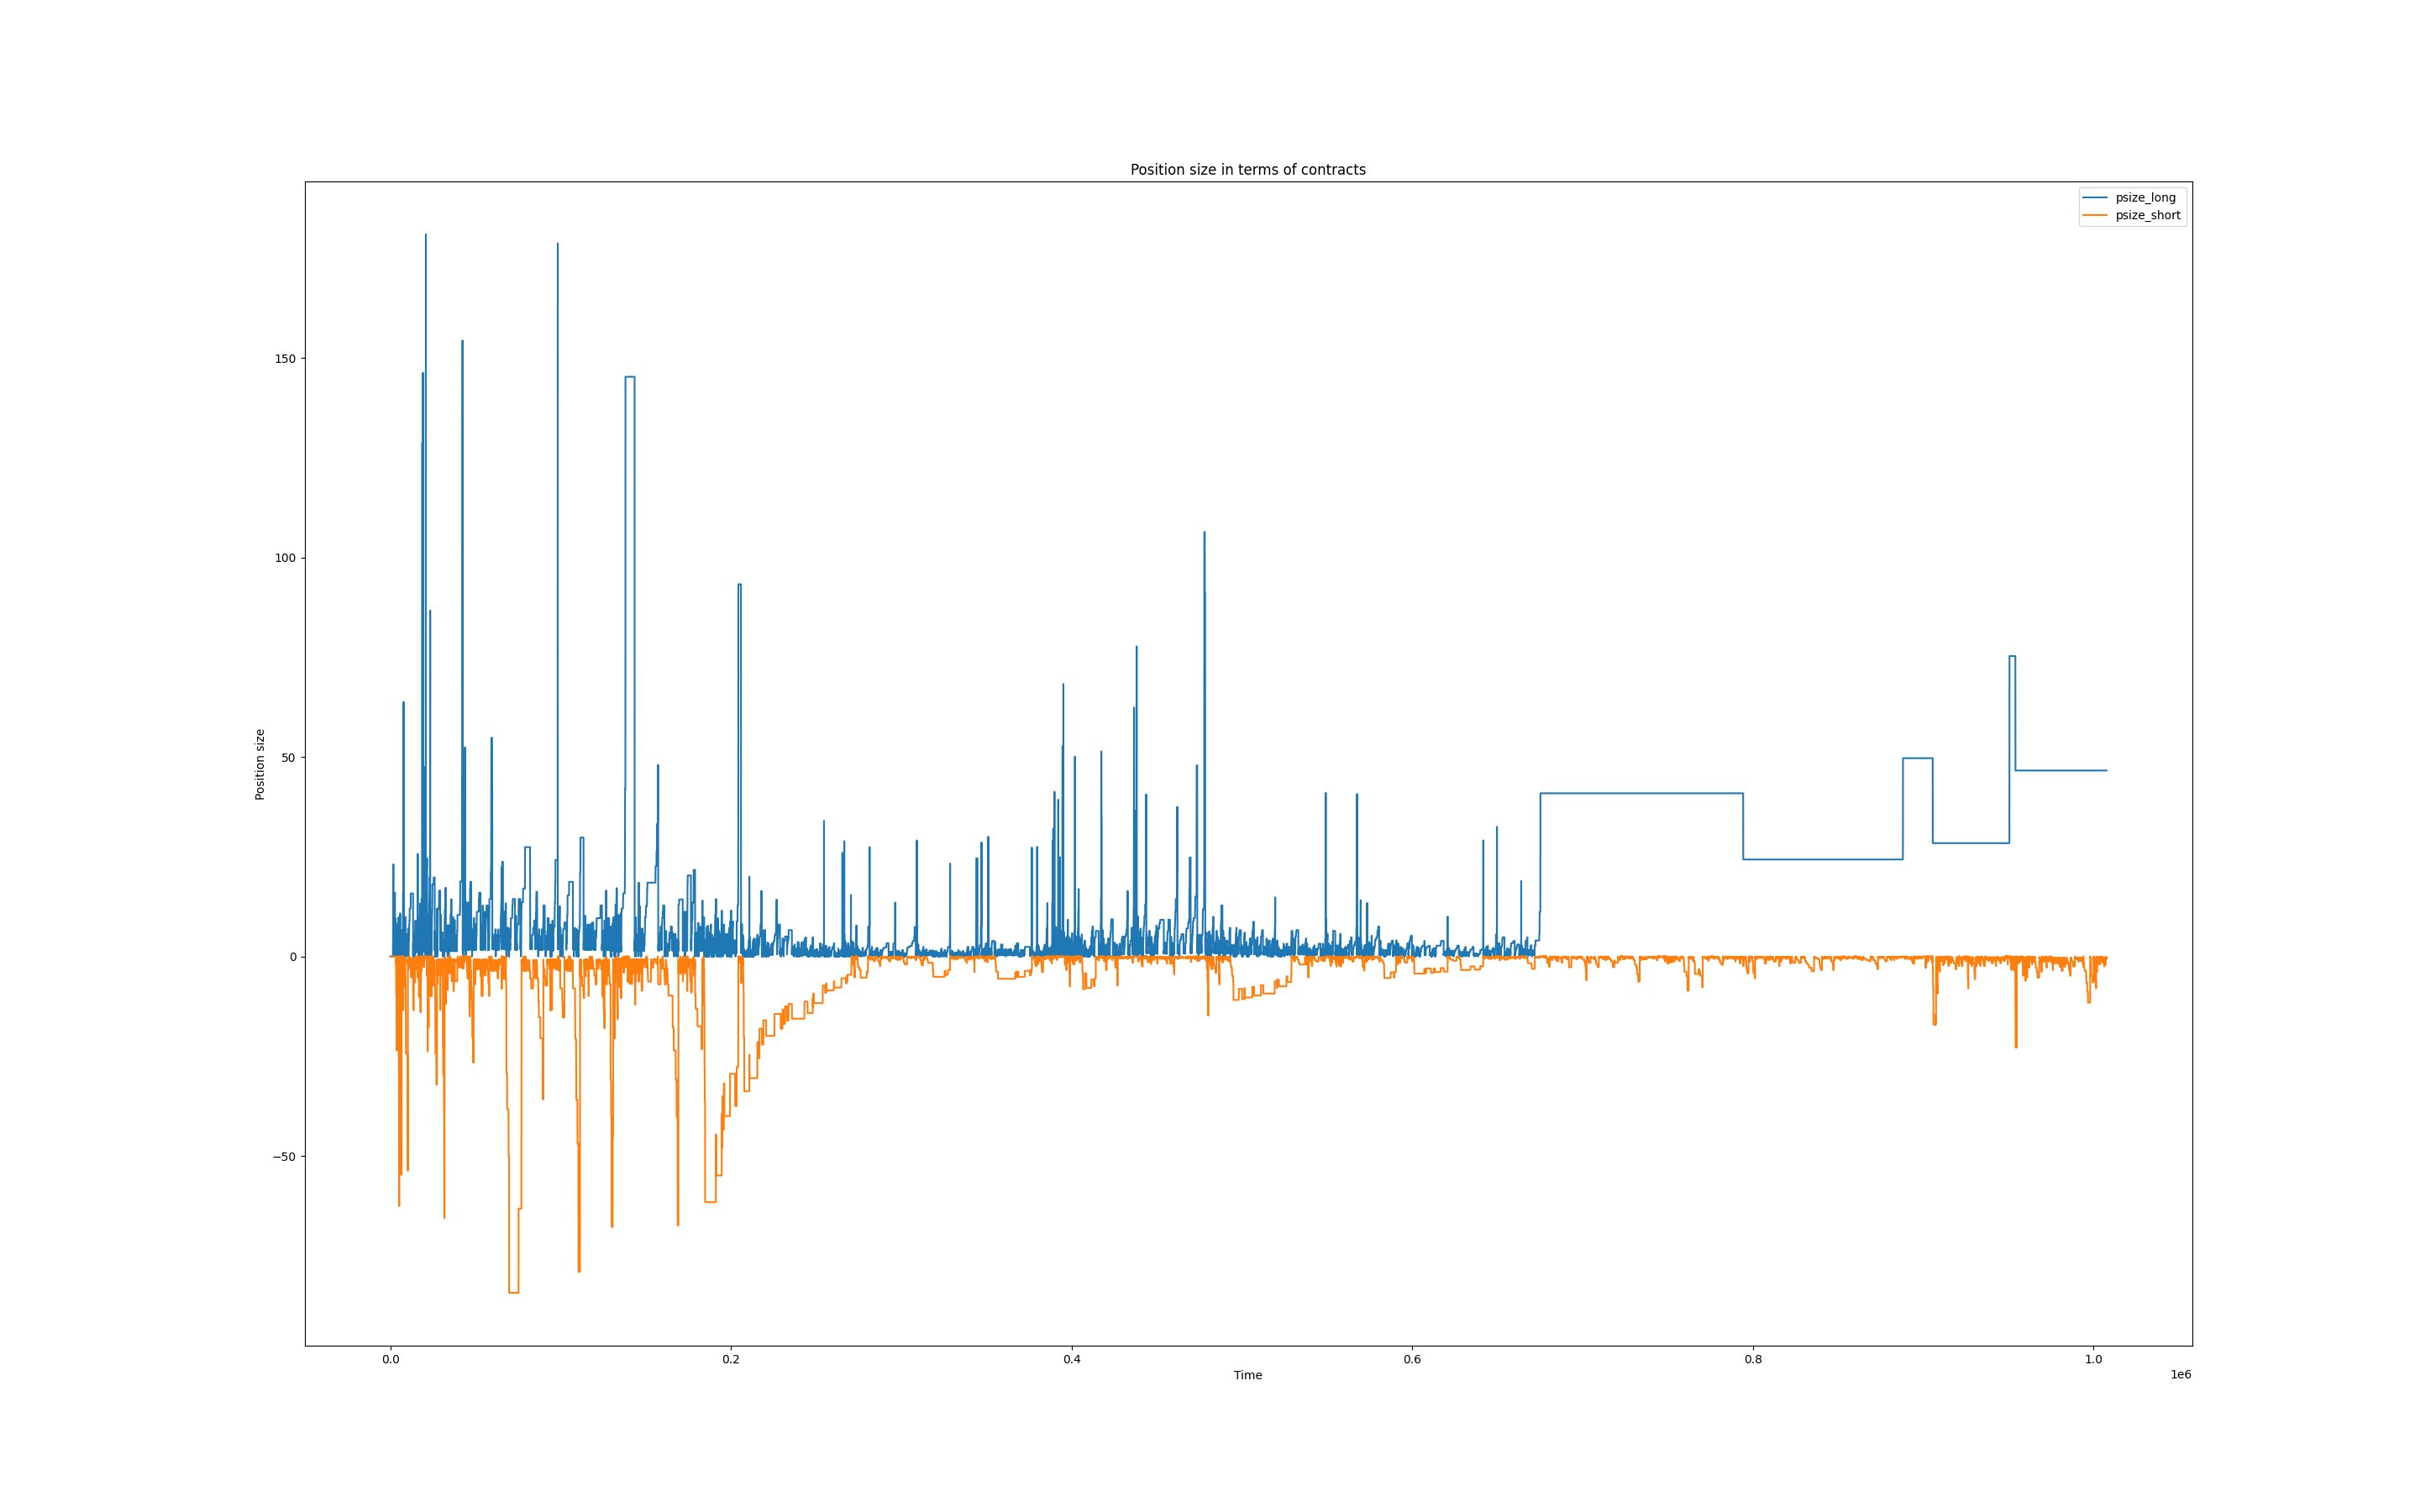 Position size in terms of contracts
psize_long
psize_short
Position size
150
100
50
0
−50
0.0
0.2
0.4
0.6
0.8
1.0
1e6
Time